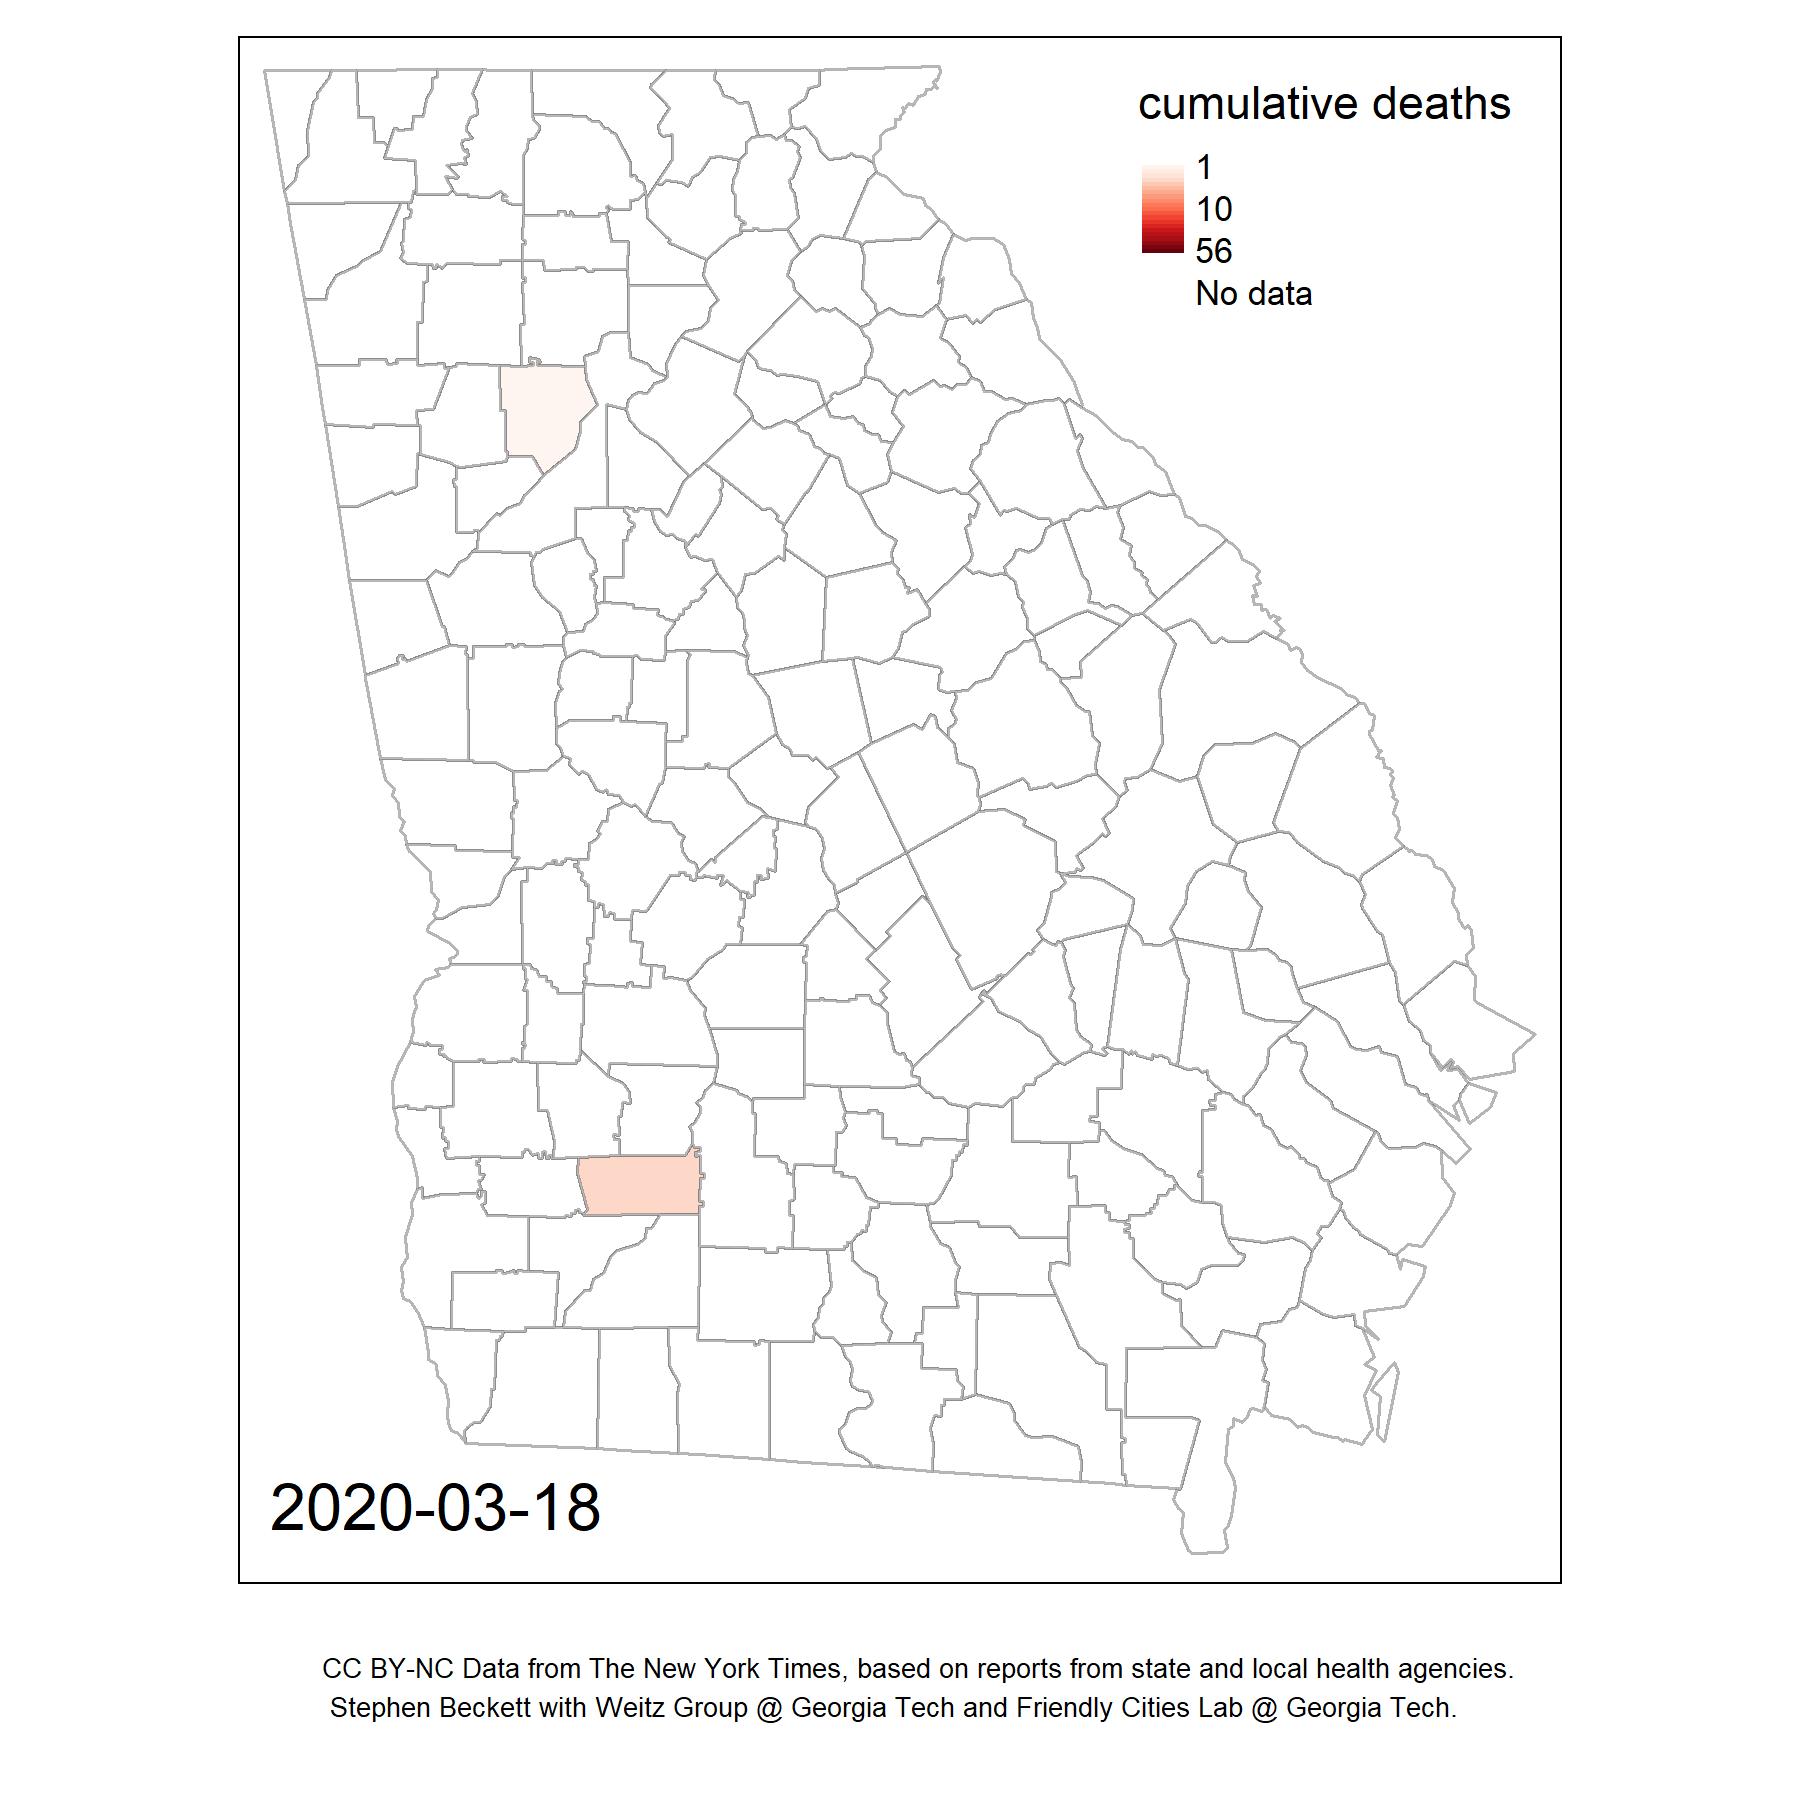 cumulative deaths
1
10
56
No data
2020-03-18
CC BY-NC Data from The New York Times, based on reports from state and local health agencies.
Stephen Beckett with Weitz Group @ Georgia Tech and Friendly Cities Lab @ Georgia Tech.